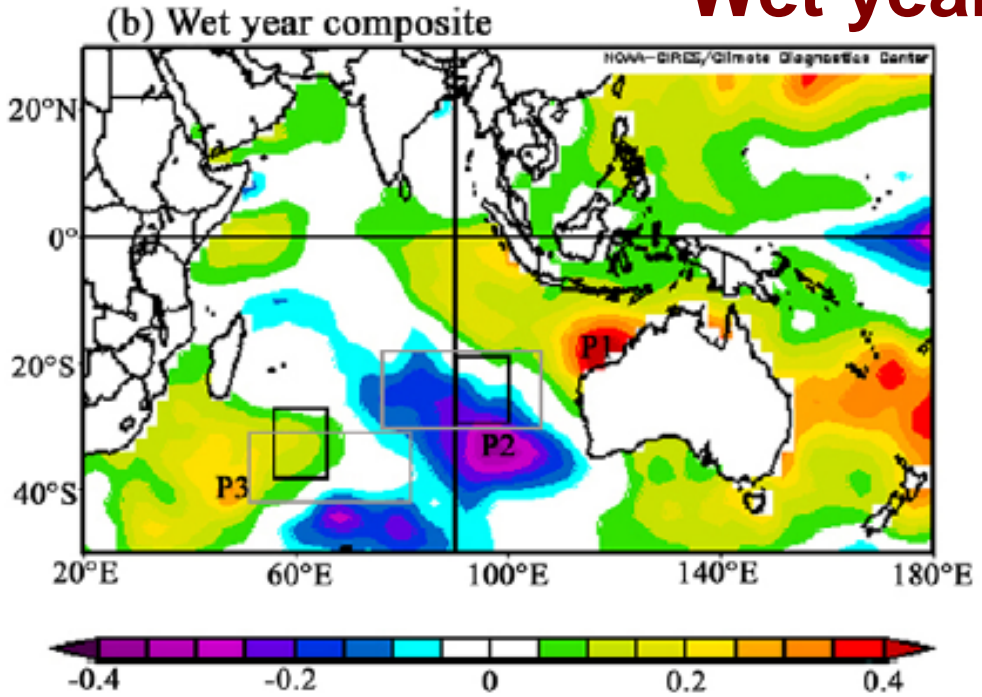 Wet year
(b) Wet year composite
NOAA-CIRES/Climate Diagnostics Center
20°N
0°
20°S
40°S
P1
P2
P3
20°E 60°E 100°E 140°E 180°E
-0.4 -0.2 0 0.2 0.4